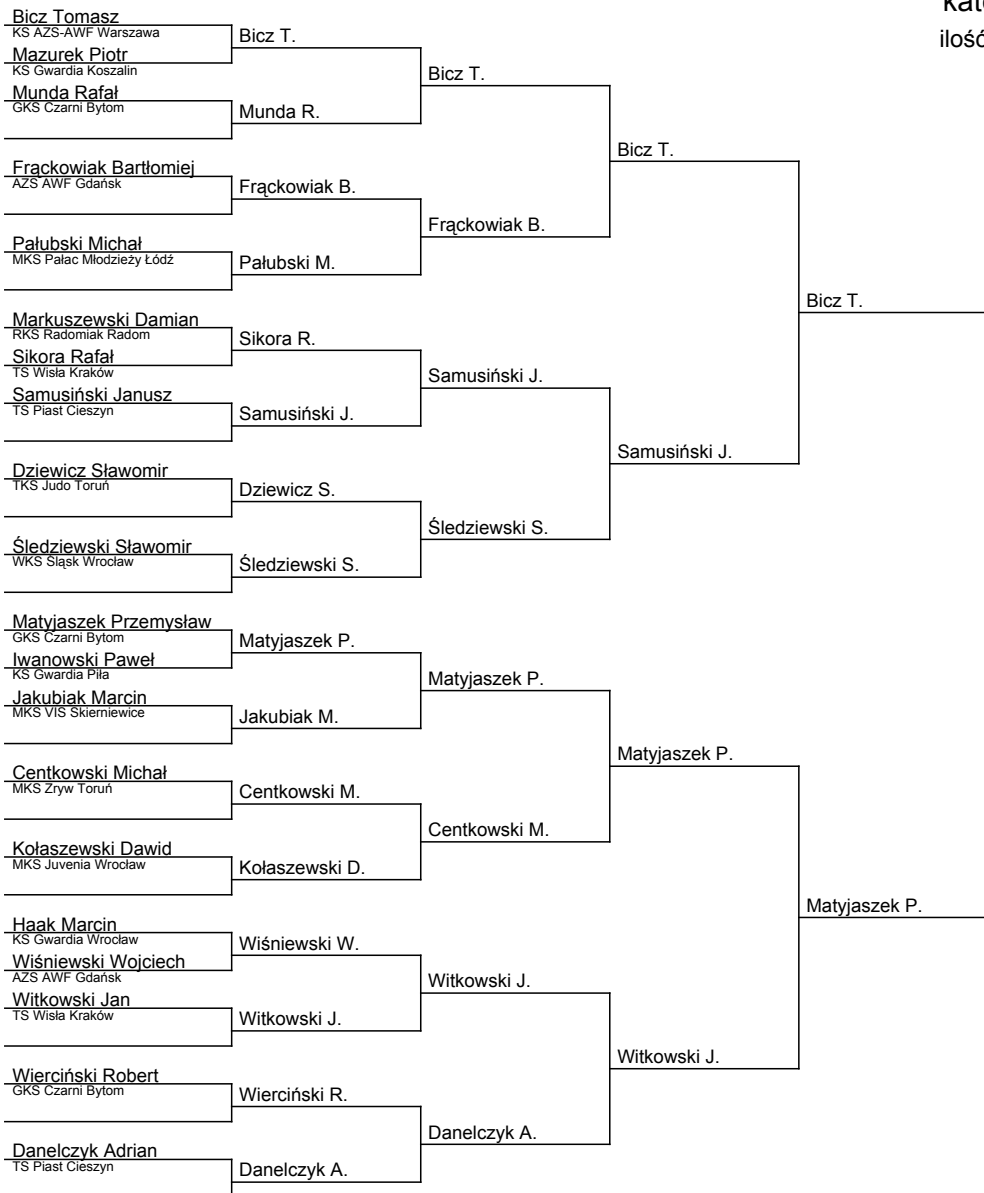 kat
ilość
Bicz Tomasz
KS AZS-AWF Warszawa
Mazurek Piotr
KS Gwardia Koszalin
Munda Rafał
GKS Czarni Bytom
Frąckowiak Bartłomiej
AZS AWF Gdańsk
Pałubski Michał
MKS Pałac Młodzieży Łódź
Markuszewski Damian
RKS Radomiak Radom
Sikora Rafał
TS Wisła Kraków
Samusiński Janusz
TS Piast Cieszyn
Dziewicz Sławomir
TKS Judo Toruń
Śledziewski Sławomir
WKS Śląsk Wrocław
Matyjaszek Przemysław
GKS Czarni Bytom
Iwanowski Paweł
KS Gwardia Piła
Jakubiak Marcin
MKS VIS Skierniewice
Centkowski Michał
MKS Zryw Toruń
Kołaszewski Dawid
MKS Juvenia Wrocław
Haak Marcin
KS Gwardia Wrocław
Wiśniewski Wojciech
AZS AWF Gdańsk
Witkowski Jan
TS Wisła Kraków
Wierciński Robert
GKS Czarni Bytom
Danelczyk Adrian
TS Piast Cieszyn
Bicz T.
Munda R.
Frąckowiak B.
Pałubski M.
Sikora R.
Samusiński J.
Dziewicz S.
Śledziewski S.
Matyjaszek P.
Jakubiak M.
Centkowski M.
Kołaszewski D.
Wiśniewski W.
Witkowski J.
Wierciński R.
Danelczyk A.
Bicz T.
Frąckowiak B.
Samusiński J.
Śledziewski S.
Matyjaszek P.
Centkowski M.
Witkowski J.
Danelczyk A.
Bicz T.
Samusiński J.
Matyjaszek P.
Witkowski J.
Bicz T.
Matyjaszek P.